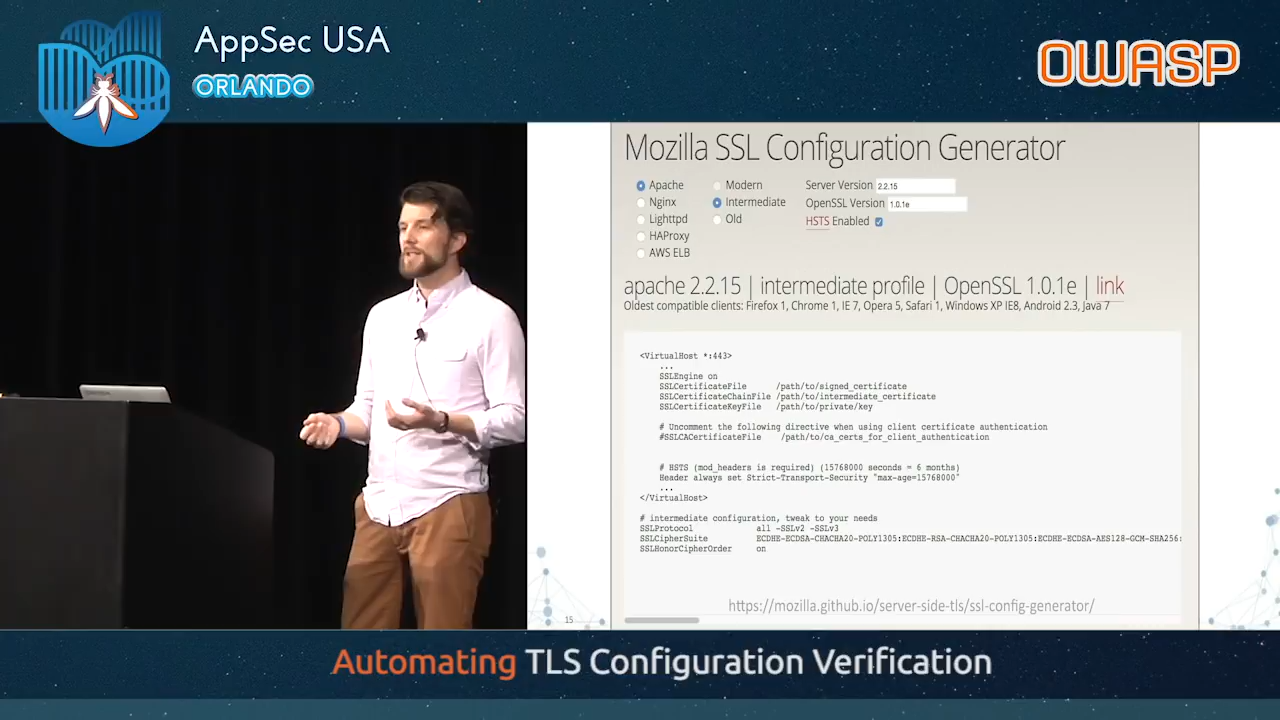 AppSec USA
ORLANDO
OWASP
Mozilla SSL Configuration Generator
Apache
Nginx
Lighttpd
HAProxy
AWS ELB
Modern
Intermediate
Old
Server Version 2.2.15
OpenSSL Version 1.0.1e
HSTS Enabled
apache 2.2.15 | intermediate profile | OpenSSL 1.0.1e | link
Oldest compatible clients: Firefox 1, Chrome 1, IE 7, Opera 5, Safari 1, Windows XP IE8, Android 2.3, Java 7
<VirtualHost *:443>
...
SSLEngine on
SSLCertificateFile /path/to/signed_certificate
SSLCertificateChainFile /path/to/intermediate_certificate
SSLCertificateKeyFile /path/to/private/key
# Uncomment the following directive when using client certificate authentication
#SSLCACertificateFile /path/to/ca_certs_for_client_authentication
# HSTS (mod_headers is required) (15768000 seconds = 6 months)
Header always set Strict-Transport-Security "max-age=15768000"
...
</VirtualHost>
# intermediate configuration, tweak to your needs
SSLProtocol all -SSLv2 -SSLv3
SSLCipherSuite ECDHE-ECDSA-CHACHA20-POLY1305:ECDHE-RSA-CHACHA20-POLY1305:ECDHE-ECDSA-AES128-GCM-SHA256:
SSLHonorCipherOrder on
https://mozilla.github.io/server-side-tls/ssl-config-generator/
15
Automating TLS Configuration Verification